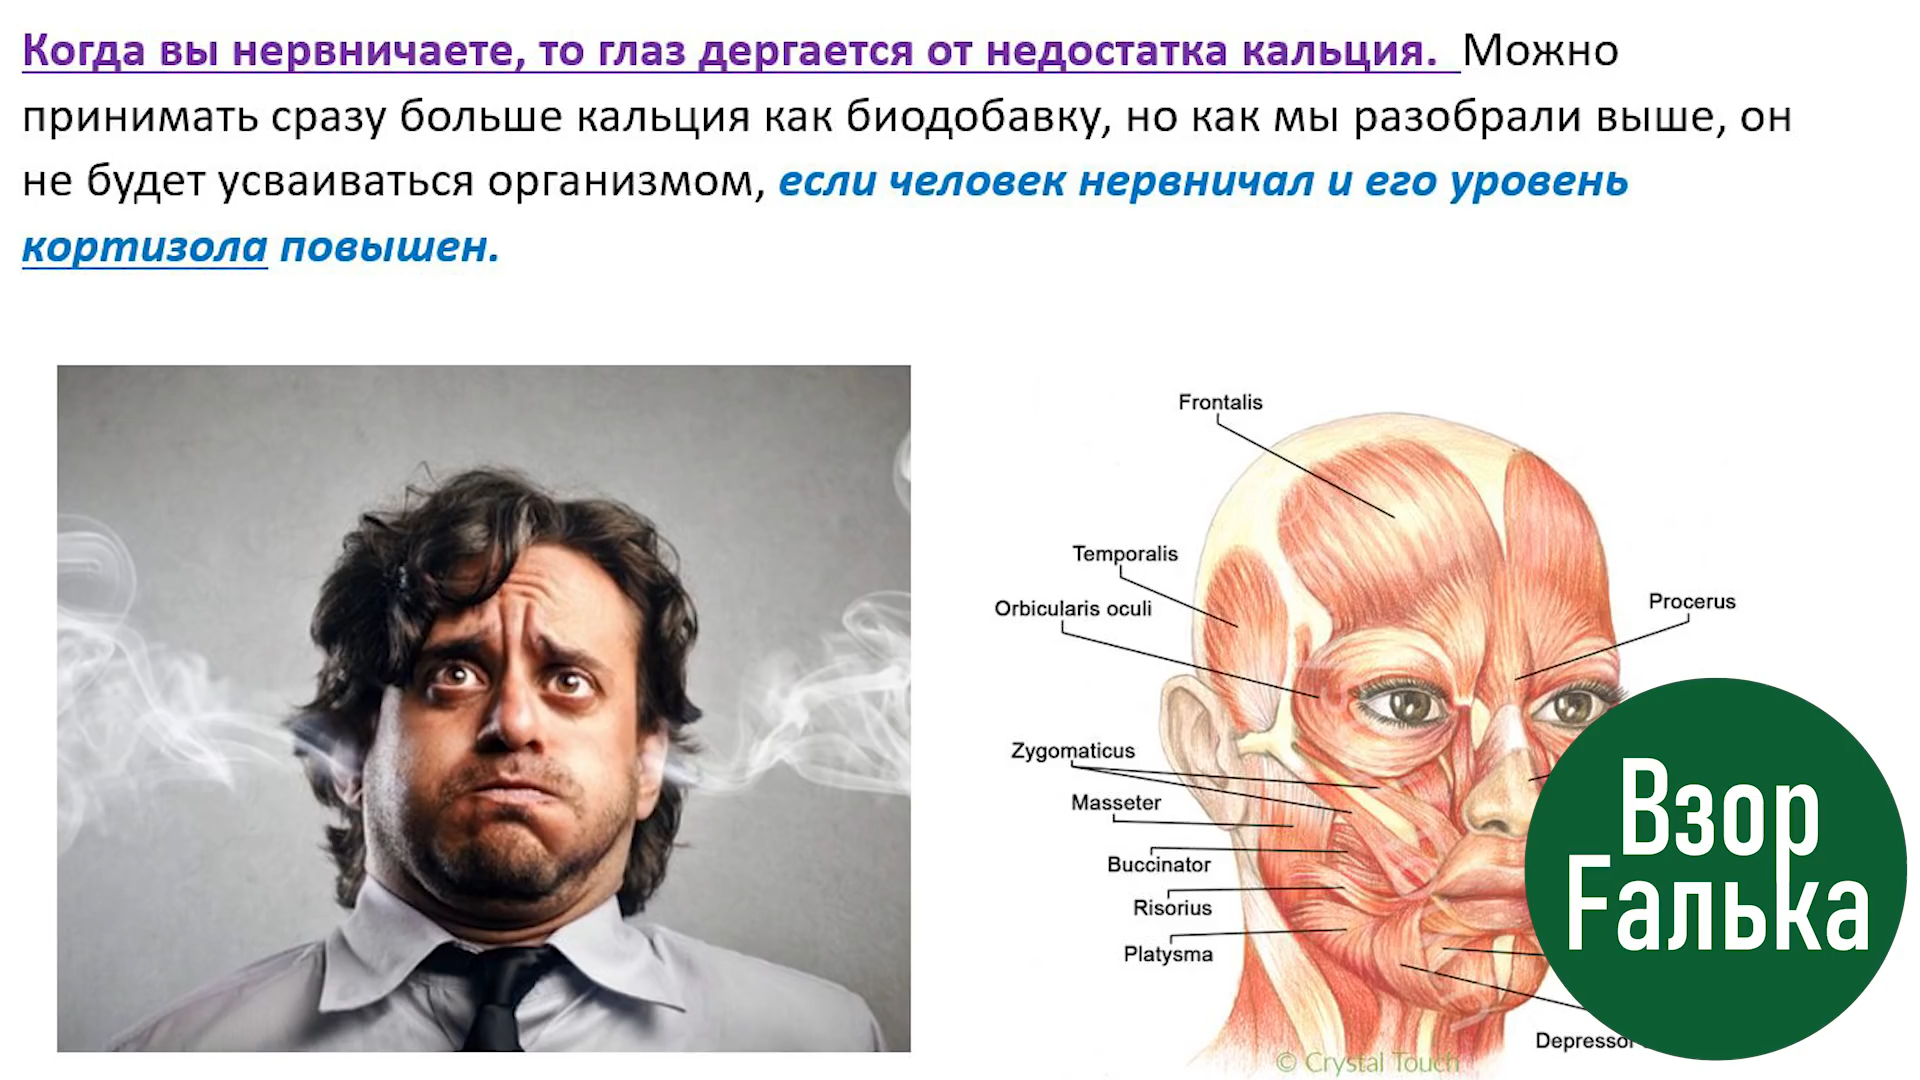 Когда вы нервничаете, то глаз дергается от недостатка кальция. Можно
принимать сразу больше кальция как биодобавку, но как мы разобрали выше, он
не будет усваиваться организмом, если человек нервничал и его уровень
кортизола повышен.
Frontalis
Temporalis
Orbicularis oculi
Procerus
Zygomaticus
Masseter
Buccinator
Risorius
Platysma
Depressor
© Crystal Touch
Взор
Fалька